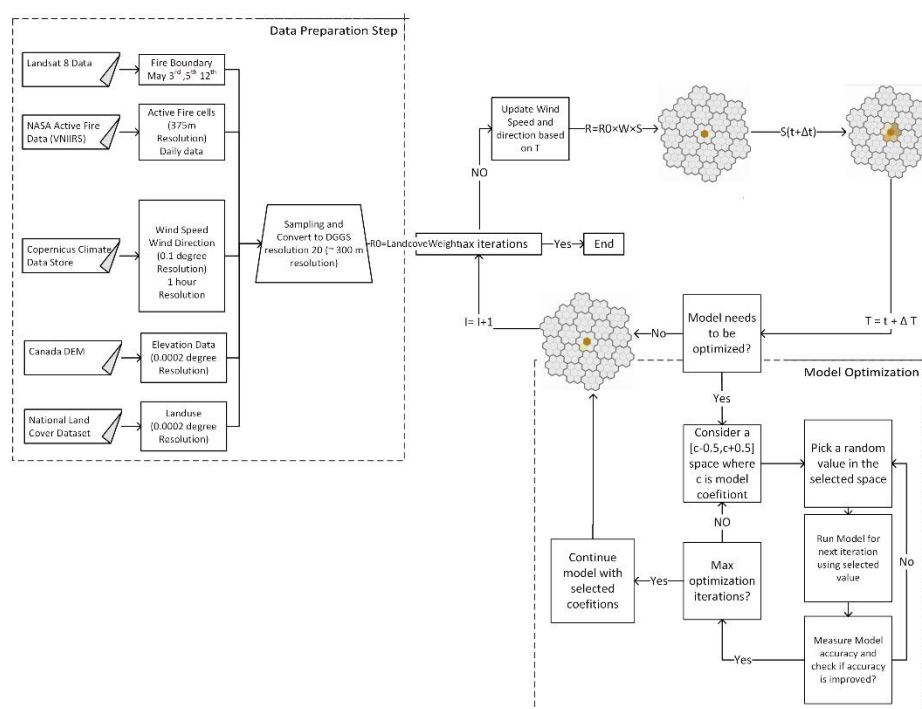 Data Preparation Step
Landsat 8 Data
Fire Boundary
May 3rd ,5th 12th
NASA Active Fire
Data (VNIIRS)
Active Fire cells
(375m
Resolution)
Daily data
Copernicus Climate
Data Store
Wind Speed
Wind Direction
(0.1 degree
Resolution)
1 hour
Resolution
Canada DEM
Elevation Data
(0.0002 degree
Resolution)
National Land
Cover Dataset
Landuse
(0.0002 degree
Resolution)
Sampling and
Convert to DGGS
resolution 20 (~ 300 m
resolution)
R0=LandcoveWeight
max iterations
Yes
End
NO
Update Wind
Speed and
direction based
on T
R=R0×W×S
S(t+Δt)
T = t + Δ T
I= I+1
No
Model needs
to be
optimized?
Model Optimization
Yes
Consider a
[c-0.5,c+0.5]
space where
c is model
coefitiont
Pick a random
value in the
selected space
Run Model for
next iteration
using selected
value
No
Measure Model
accuracy and
check if accuracy
is improved?
Yes
Max
optimization
iterations?
NO
Yes
Continue
model with
selected
coefitions